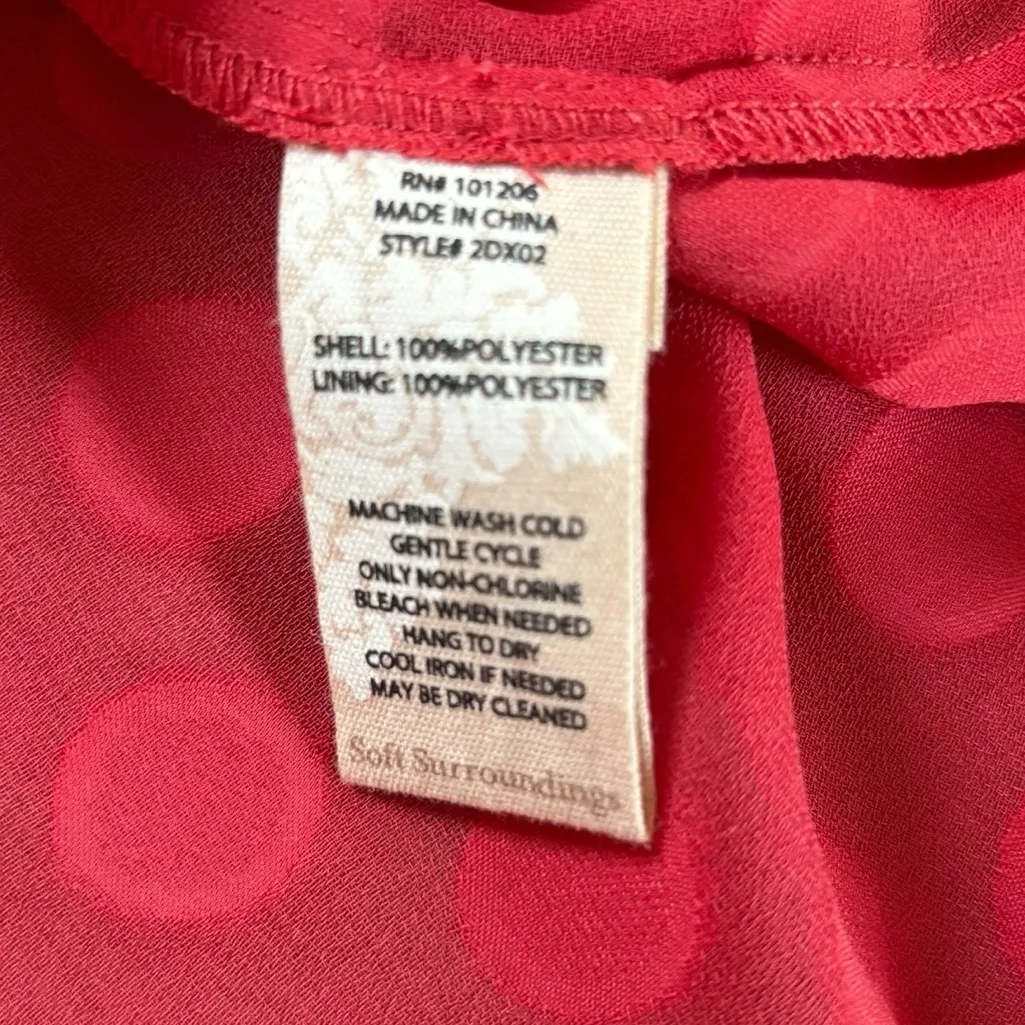 RN# 101206
MADE IN CHINA
STYLE# 2DX02
SHELL: 100%POLYESTER
LINING: 100%POLYESTER
MACHINE WASH COLD
GENTLE CYCLE
ONLY NON-CHLORINE
BLEACH WHEN NEEDED
HANG TO DRY
COOL IRON IF NEEDED
MAY BE DRY CLEANED
Soft Surroundings